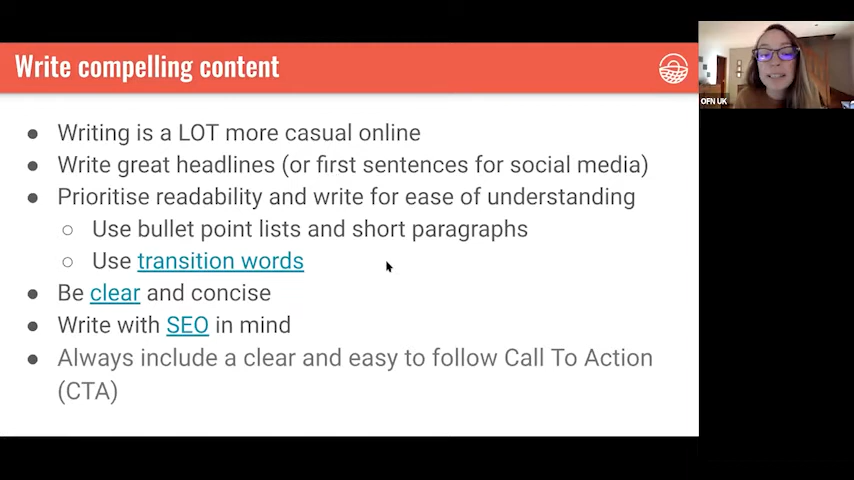 Write compelling content
OFN UK
● Writing is a LOT more casual online
● Write great headlines (or first sentences for social media)
● Prioritise readability and write for ease of understanding
○ Use bullet point lists and short paragraphs
○ Use transition words
● Be clear and concise
● Write with SEO in mind
● Always include a clear and easy to follow Call To Action
(CTA)